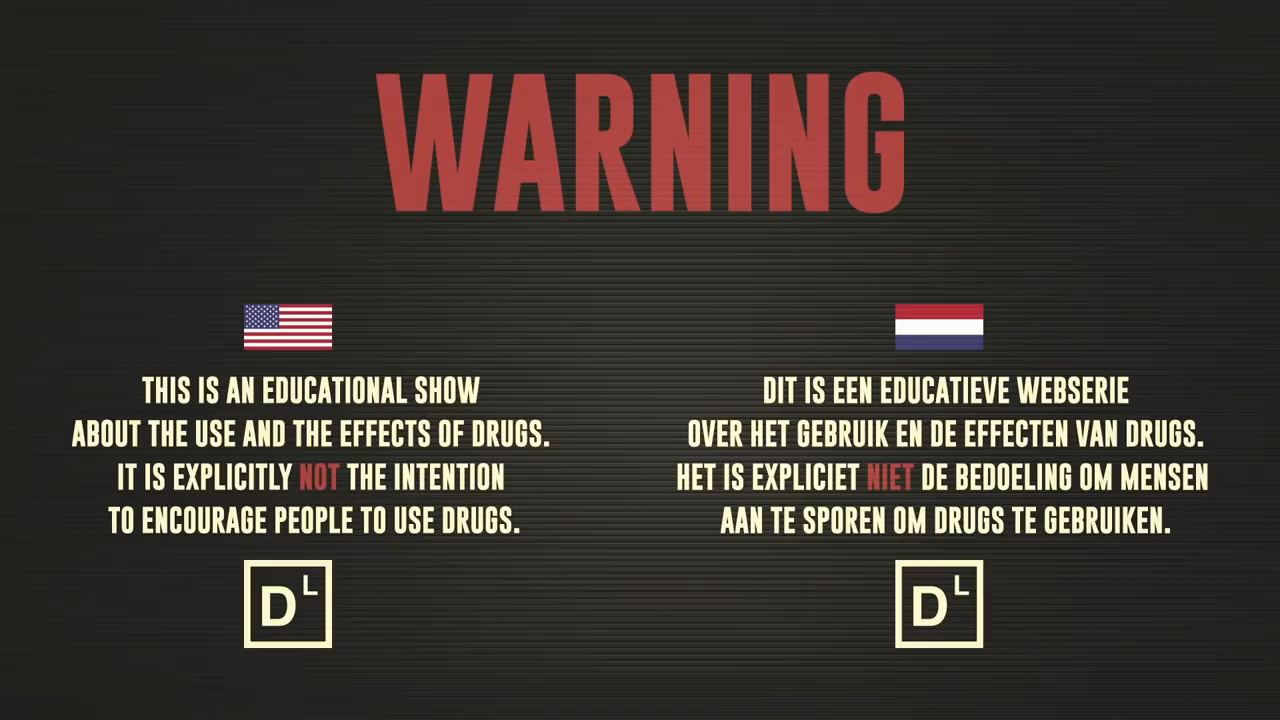 WARNING
THIS IS AN EDUCATIONAL SHOW
ABOUT THE USE AND THE EFFECTS OF DRUGS.
IT IS EXPLICITLY NOT THE INTENTION
TO ENCOURAGE PEOPLE TO USE DRUGS.
DL
DIT IS EEN EDUCATIEVE WEBSERIE
OVER HET GEBRUIK EN DE EFFECTEN VAN DRUGS.
HET IS EXPLICIET NIET DE BEDOELING OM MENSEN
AAN TE SPOREN OM DRUGS TE GEBRUIKEN.
DL